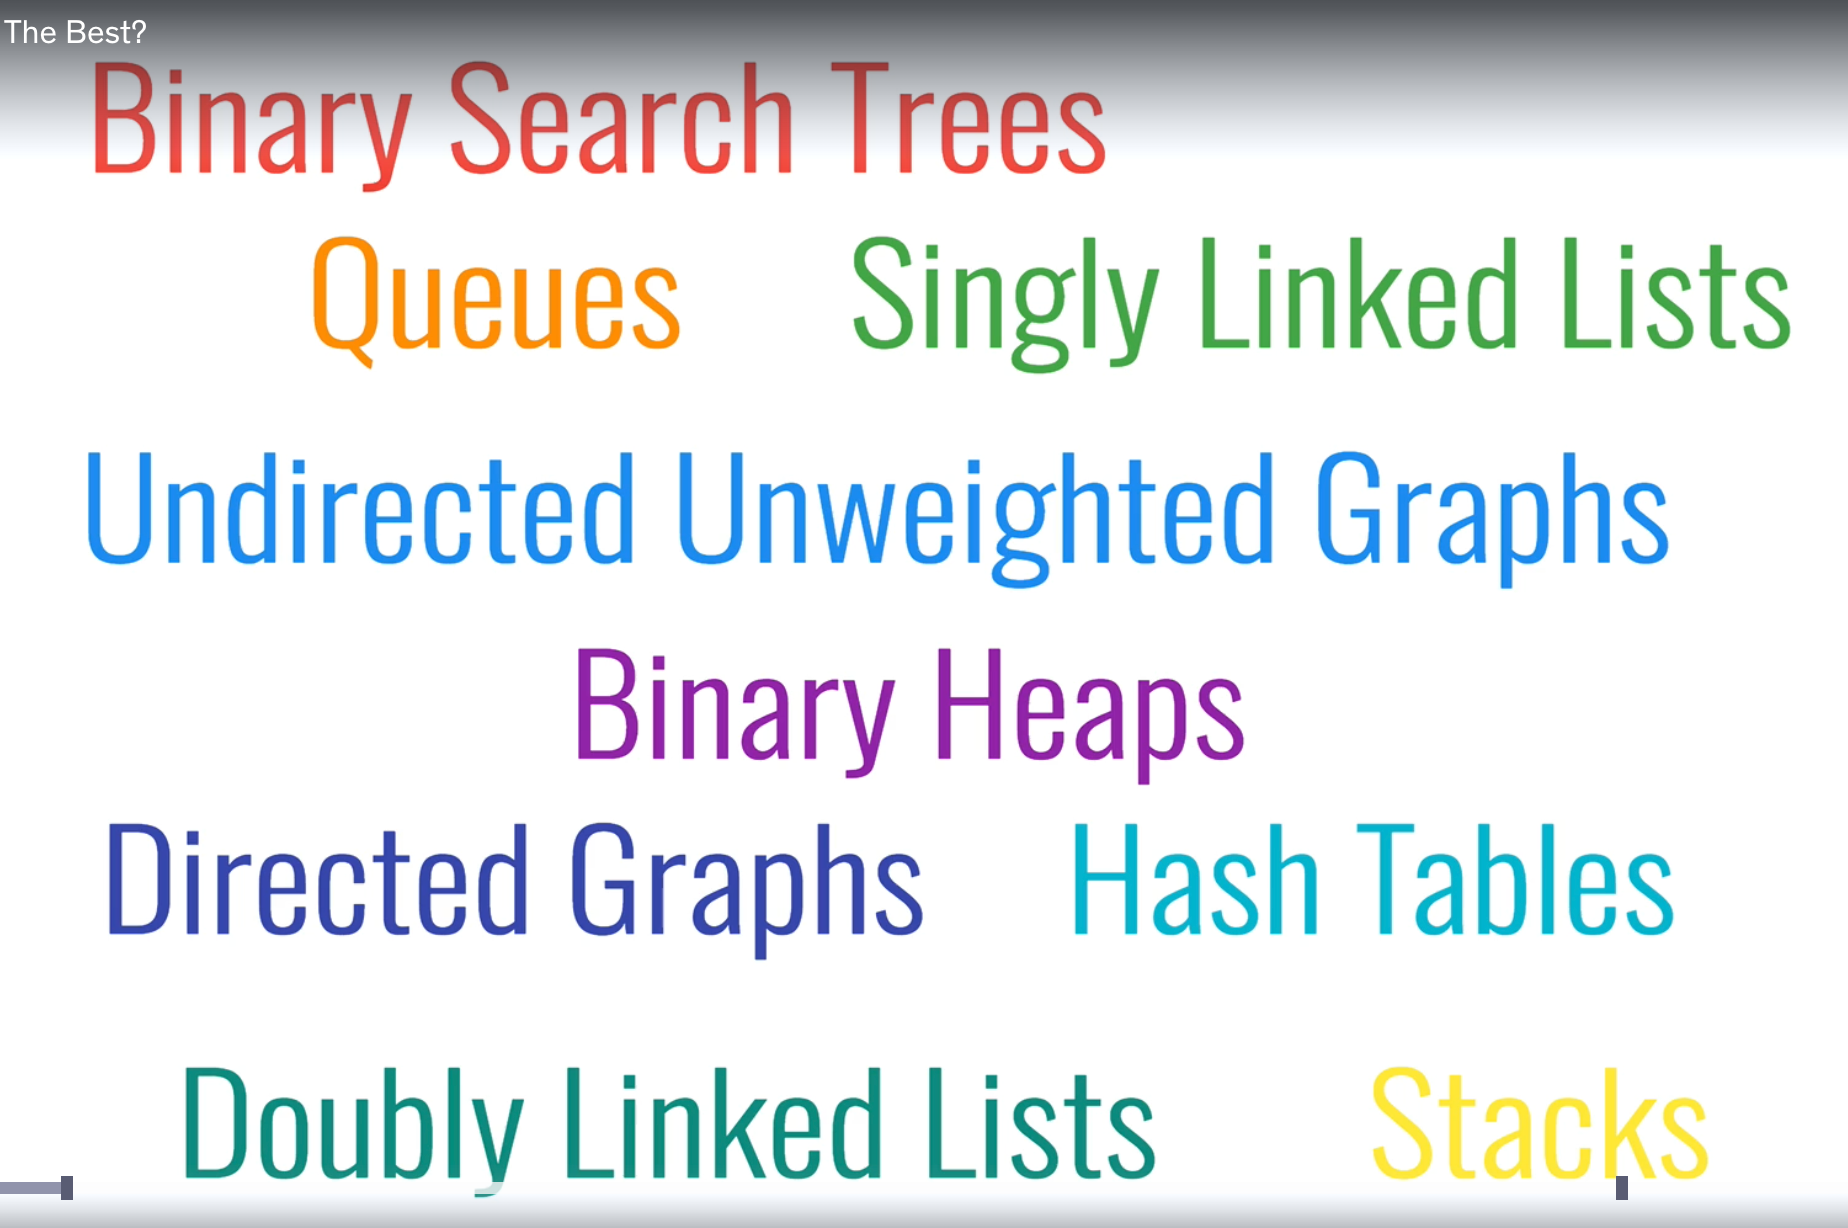 The Best?
Binary Search Trees
Queues Singly Linked Lists
Undirected Unweighted Graphs
Binary Heaps
Directed Graphs Hash Tables
Doubly Linked Lists Stacks